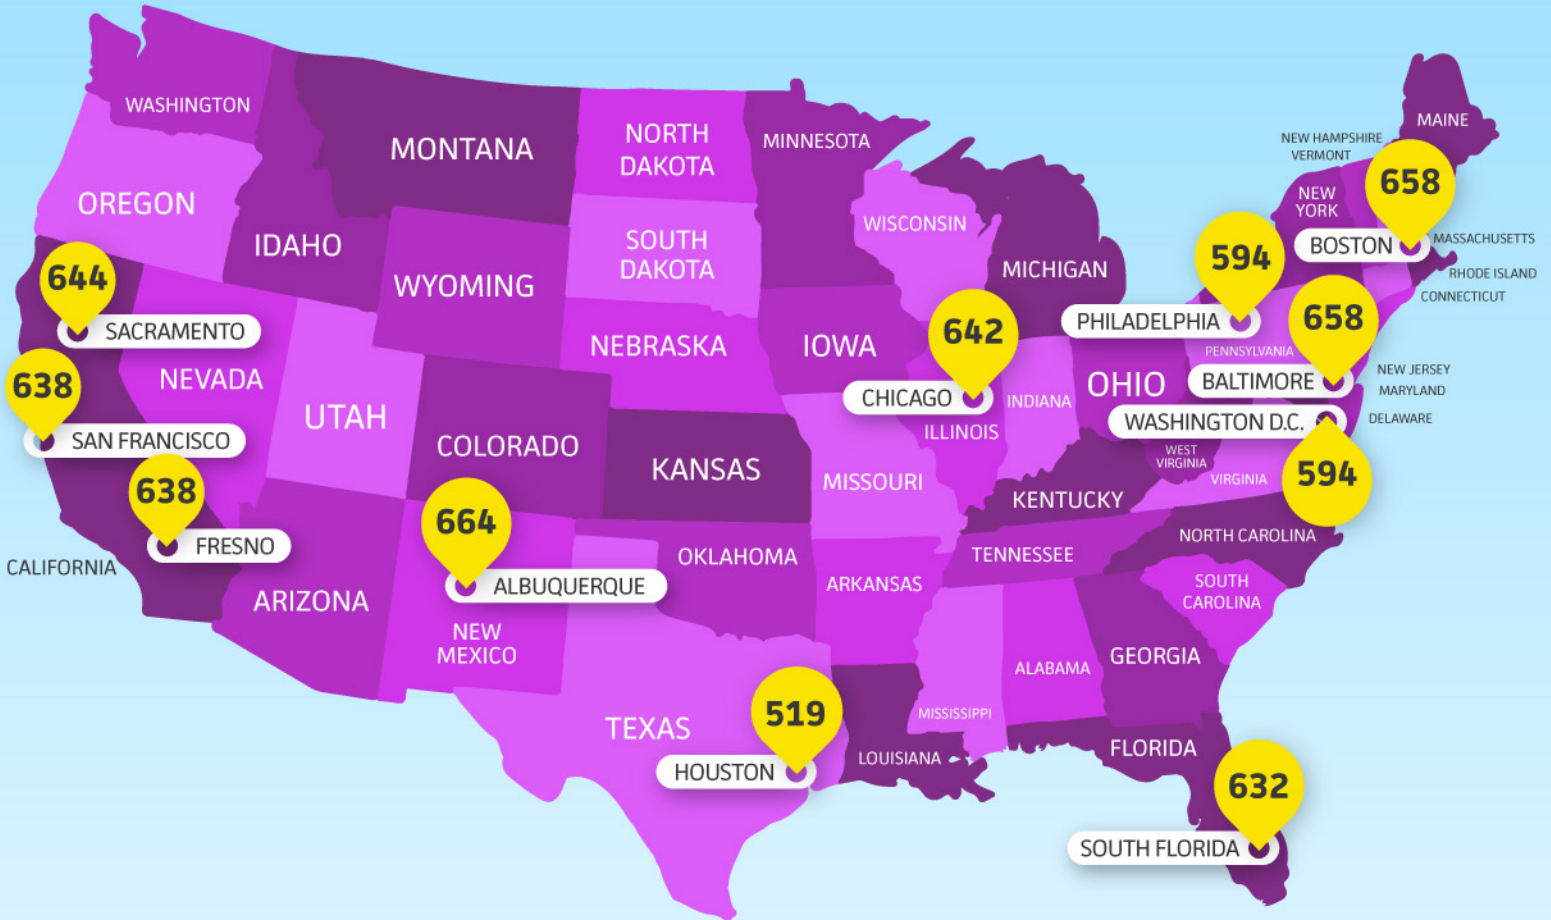 WASHINGTON
MONTANA
NORTH
DAKOTA
MINNESOTA
MAINE
NEW HAMPSHIRE
VERMONT
658
BOSTON
MASSACHUSETTS
RHODE ISLAND
CONNECTICUT
NEW
YORK
OREGON
IDAHO
WYOMING
SOUTH
DAKOTA
WISCONSIN
MICHIGAN
594
PHILADELPHIA
PENNSYLVANIA
644
SACRAMENTO
638
SAN FRANCISCO
NEVADA
UTAH
COLORADO
NEBRASKA
IOWA
642
CHICAGO
ILLINOIS
INDIANA
OHIO
658
BALTIMORE
NEW JERSEY
MARYLAND
DELAWARE
WASHINGTON D.C.
594
WEST
VIRGINIA
VIRGINIA
638
FRESNO
CALIFORNIA
ARIZONA
664
ALBUQUERQUE
NEW
MEXICO
KANSAS
MISSOURI
KENTUCKY
OKLAHOMA
ARKANSAS
TENNESSEE
NORTH CAROLINA
SOUTH
CAROLINA
TEXAS
519
HOUSTON
LOUISIANA
MISSISSIPPI
ALABAMA
GEORGIA
FLORIDA
632
SOUTH FLORIDA